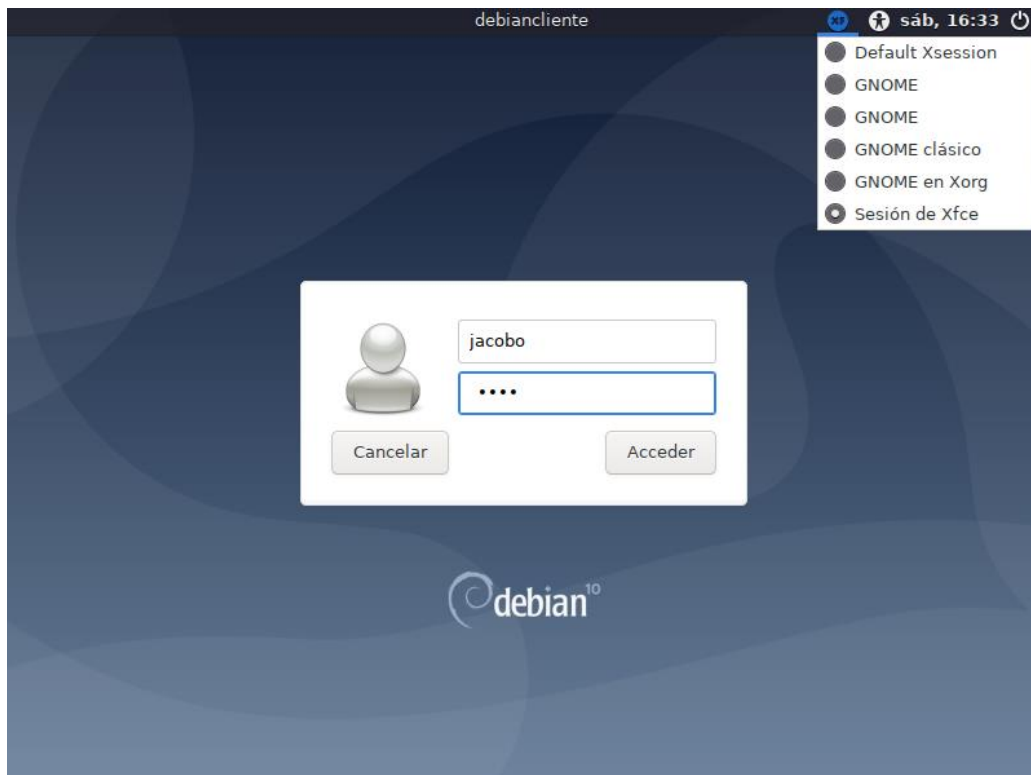 debiancliente
XF sáb, 16:33
Default Xsession
GNOME
GNOME
GNOME clásico
GNOME en Xorg
Sesión de Xfce
jacobo
••••
Cancelar Acceder
debian 10